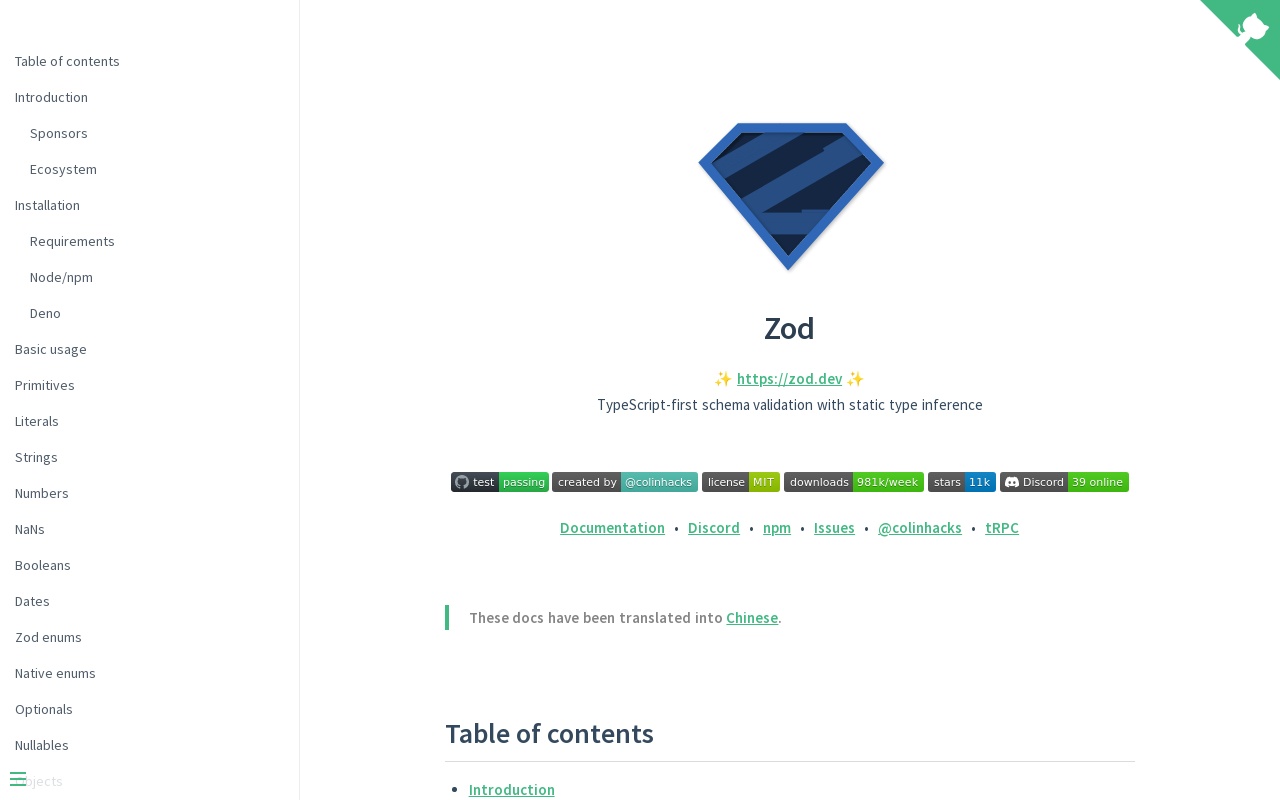 Table of contents
Introduction
Sponsors
Ecosystem
Installation
Requirements
Node/npm
Deno
Basic usage
Primitives
Literals
Strings
Numbers
NaNs
Booleans
Dates
Zod enums
Native enums
Optionals
Nullables
Objects
Zod
✨ https://zod.dev ✨
TypeScript-first schema validation with static type inference
test passing created by @colinhacks license MIT downloads 981k/week stars 11k Discord 39 online
Documentation • Discord • npm • Issues • @colinhacks • tRPC
These docs have been translated into Chinese.
Table of contents
• Introduction